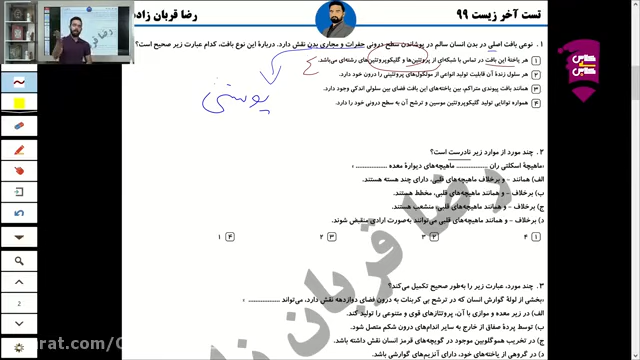 تست آخر زیست ۹۹
رضا قربان زاده
۱. نوعی بافت اصلی در بدن انسان سالم در پوشاندن سطح درونی حفرات و مجاری بدن نقش دارد. دربارهٔ این نوع بافت، کدام عبارت زیر صحیح است؟
۱ هر یاختهٔ این بافت در تماس با شبکه‌ای از پروتئین‌ها و گلیکوپروتئین‌های رشته‌ای می‌باشد.
۲ هر سلول زندهٔ آن قابلیت تولید انواعی از مولکول‌های پروتئینی را درون خود دارد.
۳ همانند بافت پیوندی متراکم، بین یاخته‌های این بافت فضای بین سلولی اندکی وجود دارد.
۴ همواره توانایی تولید گلیکوپروتئین موسین و ترشح آن به سطح درونی خود را دارد.
پوششی
۲. چند مورد از موارد زیر نادرست است؟
«ماهیچهٔ اسکلتی ران .................... ماهیچه‌های دیوارهٔ معده ....................»
الف) همانند - و برخلاف ماهیچه‌های قلبی، دارای چند هسته هستند.
ب) برخلاف - و همانند ماهیچه‌های قلبی، مخطط هستند.
ج) برخلاف - و همانند ماهیچه‌های قلبی، منشعب هستند.
د) برخلاف - و همانند ماهیچه‌های قلبی می‌توانند به‌صورت ارادی منقبض شوند.
۱ ۴ ۲ ۳ ۳ ۲ ۴ ۱
۳. چند مورد، عبارت زیر را به‌طور صحیح تکمیل می‌کند؟
«بخشی از لولهٔ گوارش انسان که در ترشح بی کربنات به درون فضای دوازدهه نقش دارد، می‌تواند ....................»
الف) در زیر معده و موازی با آن، پروتئازهای قوی و متنوعی را تولید کند.
ب) توسط پردهٔ صفاق از خارج به سایر اندام‌های درون شکم متصل شود.
ج) در تخریب هموگلوبین موجود در گویچه‌های قرمز انسان نقش داشته باشد.
د) در گروهی از یاخته‌های خود، دارای آنزیم‌های گوارشی باشد.
رضا قربان زاده
2